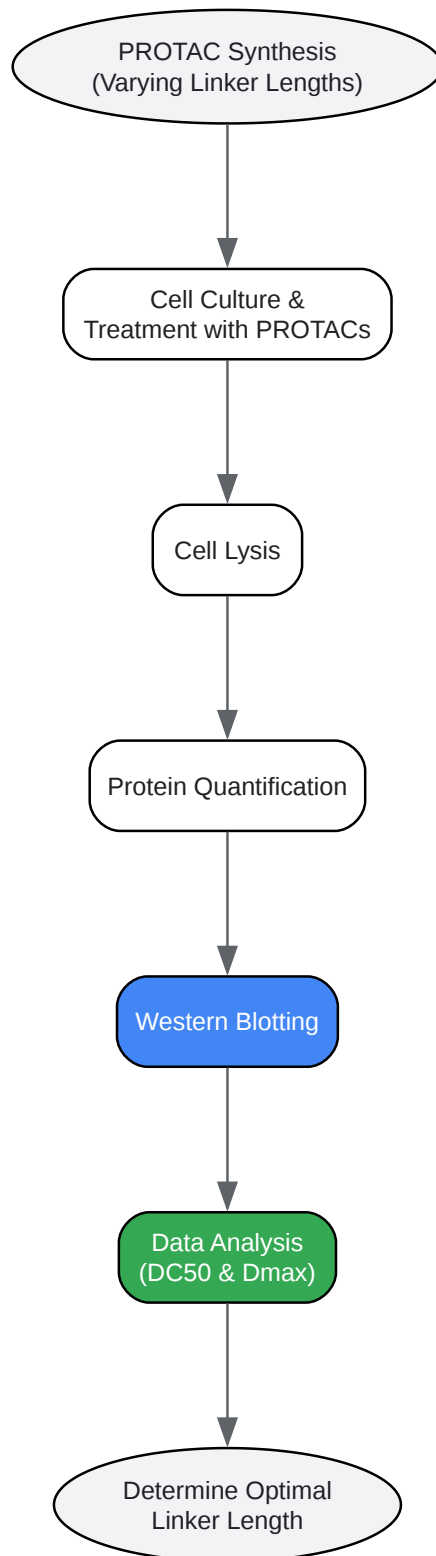 PROTAC Synthesis
(Varying Linker Lengths)
Cell Culture &
Treatment with PROTACs
Cell Lysis
Protein Quantification
Western Blotting
Data Analysis
(DC50 & Dmax)
Determine Optimal
Linker Length